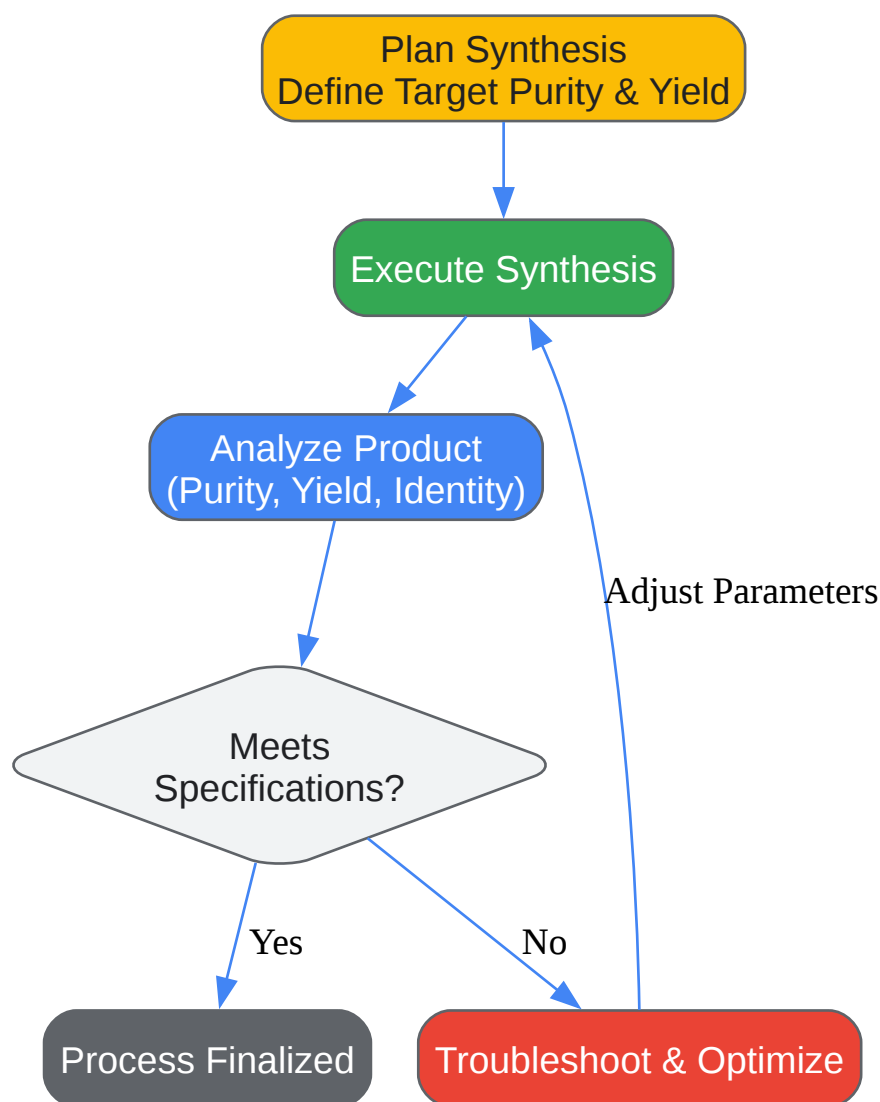 Plan Synthesis
Define Target Purity & Yield
Execute Synthesis
Analyze Product
(Purity, Yield, Identity)
Adjust Parameters
Meets
Specifications?
Yes
No
Process Finalized
Troubleshoot & Optimize